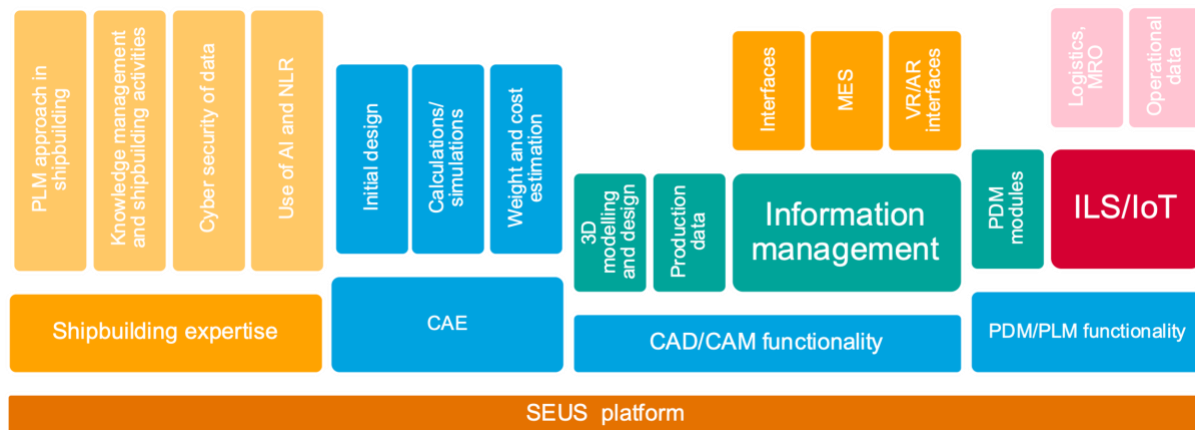 PLM approach in
shipbuilding
Knowledge management
and shipbuilding activities
Cyber security of data
Use of AI and NLR
Shipbuilding expertise
Initial design
Calculations/
simulations
Weight and cost
estimation
CAE
3D
modelling
and design
Production
data
Interfaces
MES
VR/AR
interfaces
Information
management
CAD/CAM functionality
PDM
modules
Logistics,
MRO
Operational
data
ILS/IoT
PDM/PLM functionality
SEUS platform